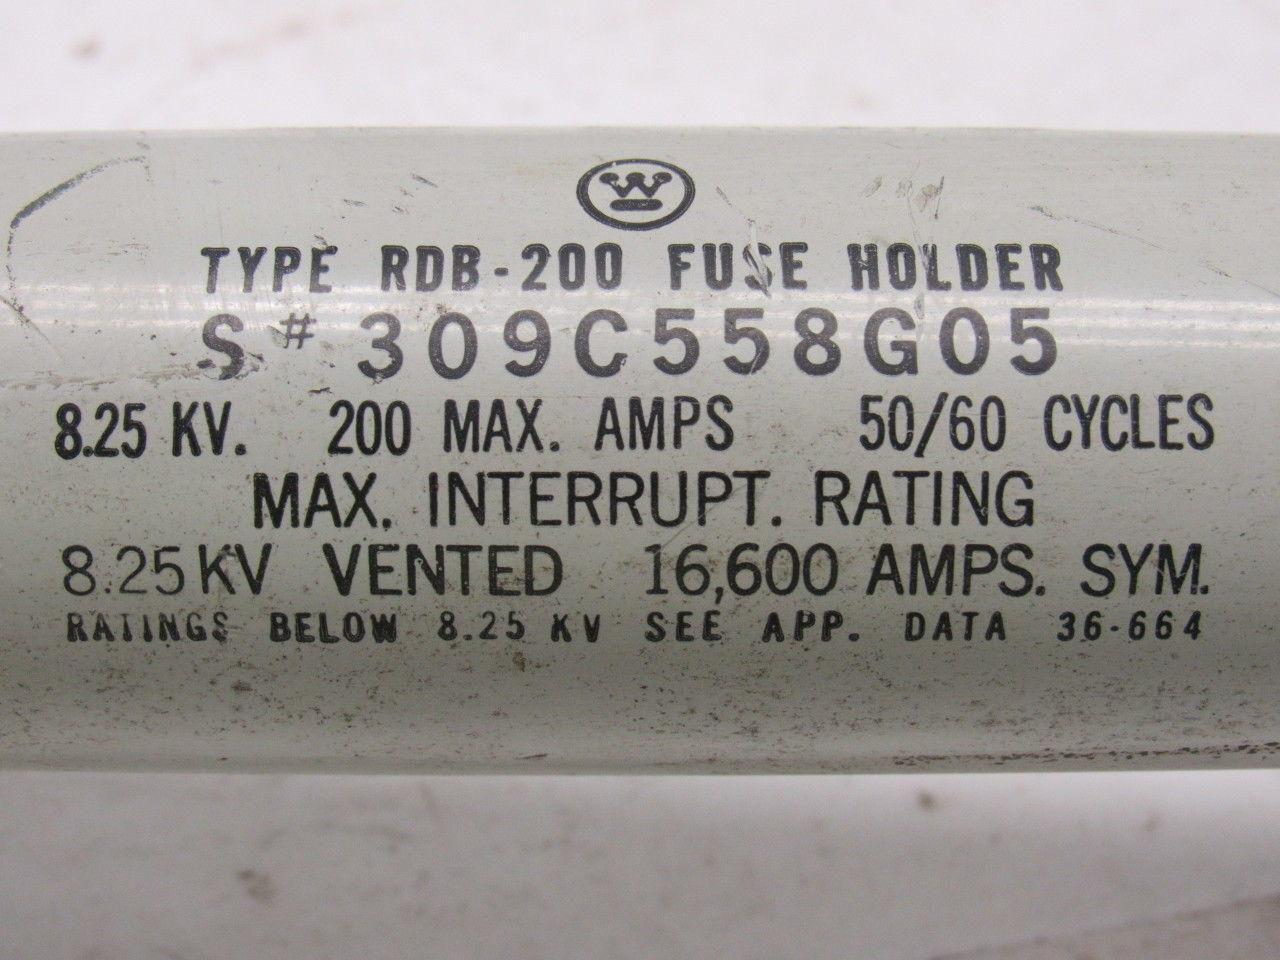 W
TYPE RDB-200 FUSE HOLDER
S# 309C558G05
8.25 KV. 200 MAX. AMPS 50/60 CYCLES
MAX. INTERRUPT. RATING
8.25KV VENTED 16,600 AMPS. SYM.
RATINGS BELOW 8.25 KV SEE APP. DATA 36-664